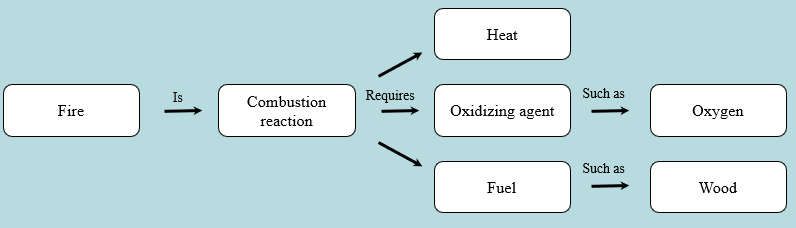 Heat
Fire
Is
Combustion
reaction
Requires
Oxidizing agent
Such as
Oxygen
Fuel
Such as
Wood